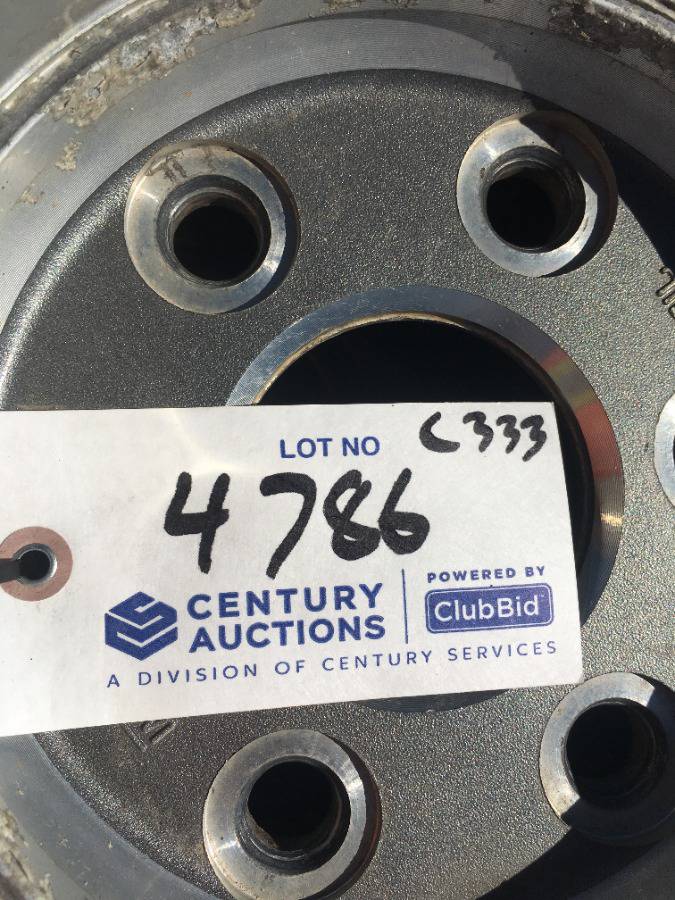 LOT NO C333
4786
CENTURY
AUCTIONS
POWERED BY
ClubBid
A DIVISION OF CENTURY SERVICES